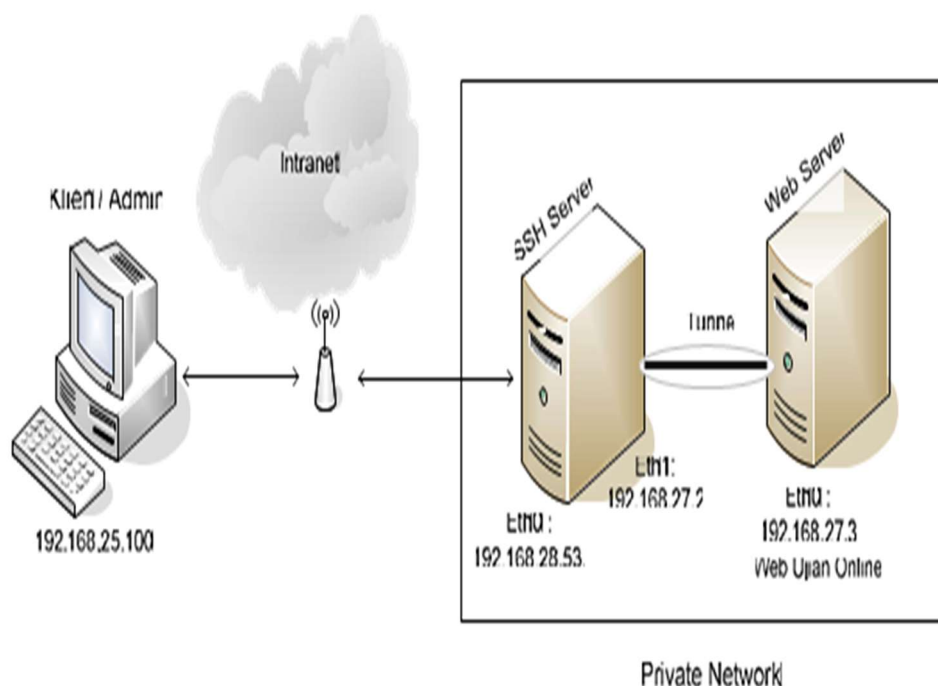 Intranet
Klien / Admin
192.168.25.100
SSH Server
Web Server
Tunne
Eth1:
192.168.27.2
Eth0 :
192.168.28.53.
Eth0 :
192.168.27.3
Web Ujian Online
Private Network